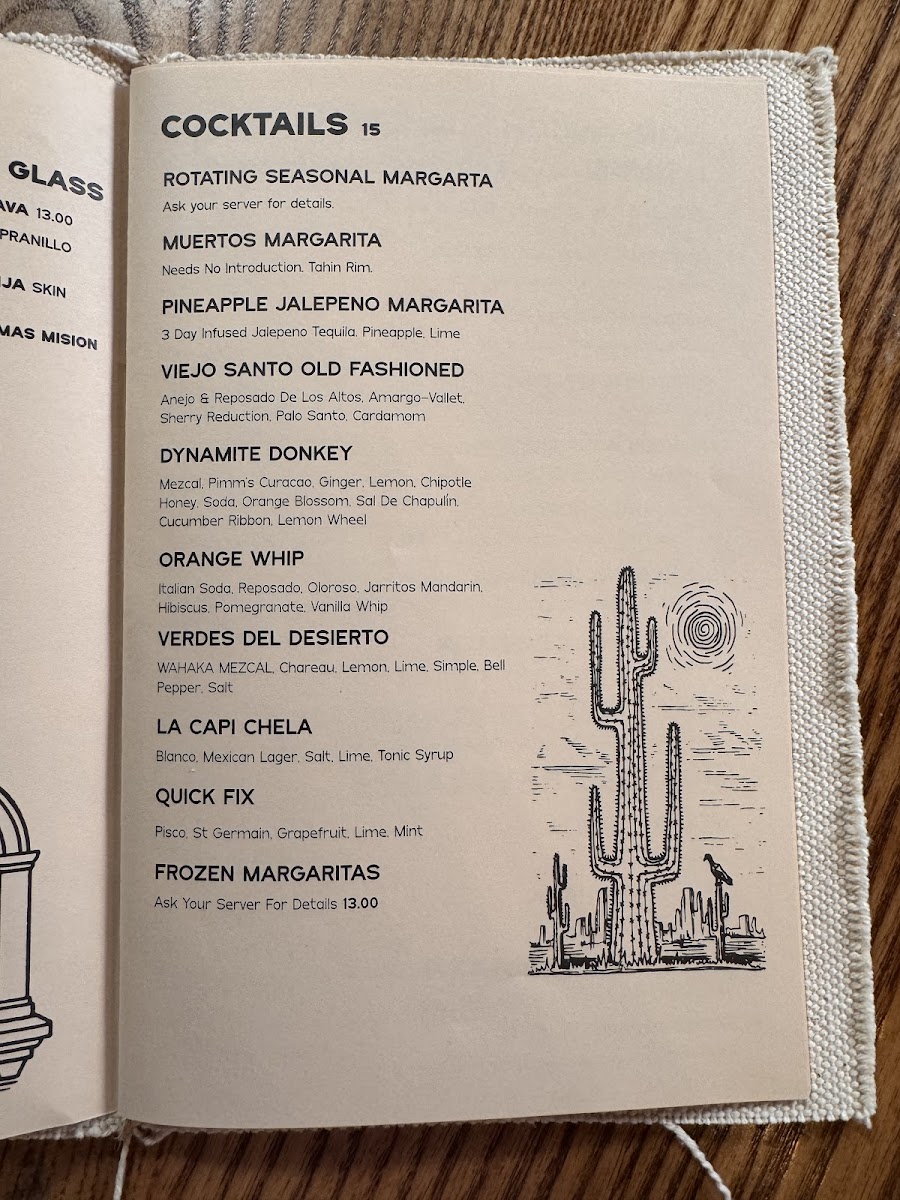 GLASS
13.00
SKIN
MISION
COCKTAILS 15
ROTATING SEASONAL MARGARTA
Ask your server for details.
MUERTOS MARGARITA
Needs No Introduction. Tahin Rim.
PINEAPPLE JALEPENO MARGARITA
3 Day Infused Jalepeno Tequila. Pineapple, Lime
VIEJO SANTO OLD FASHIONED
Anejo & Reposado De Los Altos, Amargo-Vallet,
Sherry Reduction, Palo Santo, Cardamom
DYNAMITE DONKEY
Mezcal, Pimm's Curacao, Ginger, Lemon, Chipotle
Honey, Soda, Orange Blossom, Sal De Chapulín,
Cucumber Ribbon, Lemon Wheel
ORANGE WHIP
Italian Soda, Reposado, Oloroso, Jarritos Mandarin,
Hibiscus, Pomegranate, Vanilla Whip
VERDES DEL DESIERTO
WAHAKA MEZCAL, Chareau, Lemon, Lime, Simple, Bell
Pepper, Salt
LA CAPI CHELA
Blanco, Mexican Lager, Salt, Lime, Tonic Syrup
QUICK FIX
Pisco, St Germain, Grapefruit, Lime, Mint
FROZEN MARGARITAS
Ask Your Server For Details 13.00